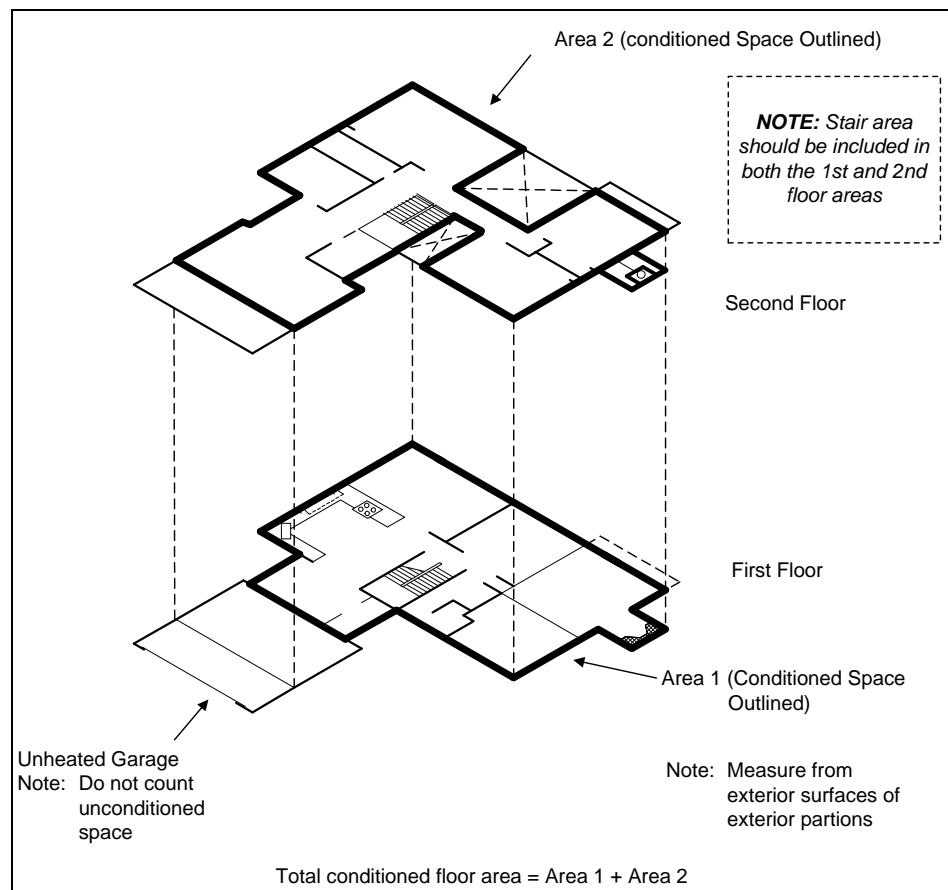 Area 2 (conditioned Space Outlined)
NOTE: Stair area
should be included in
both the 1st and 2nd
floor areas
Second Floor
First Floor
Area 1 (Conditioned Space
Outlined)
Unheated Garage
Note: Do not count
unconditioned
space
Note: Measure from
exterior surfaces of
exterior partions
Total conditioned floor area = Area 1 + Area 2